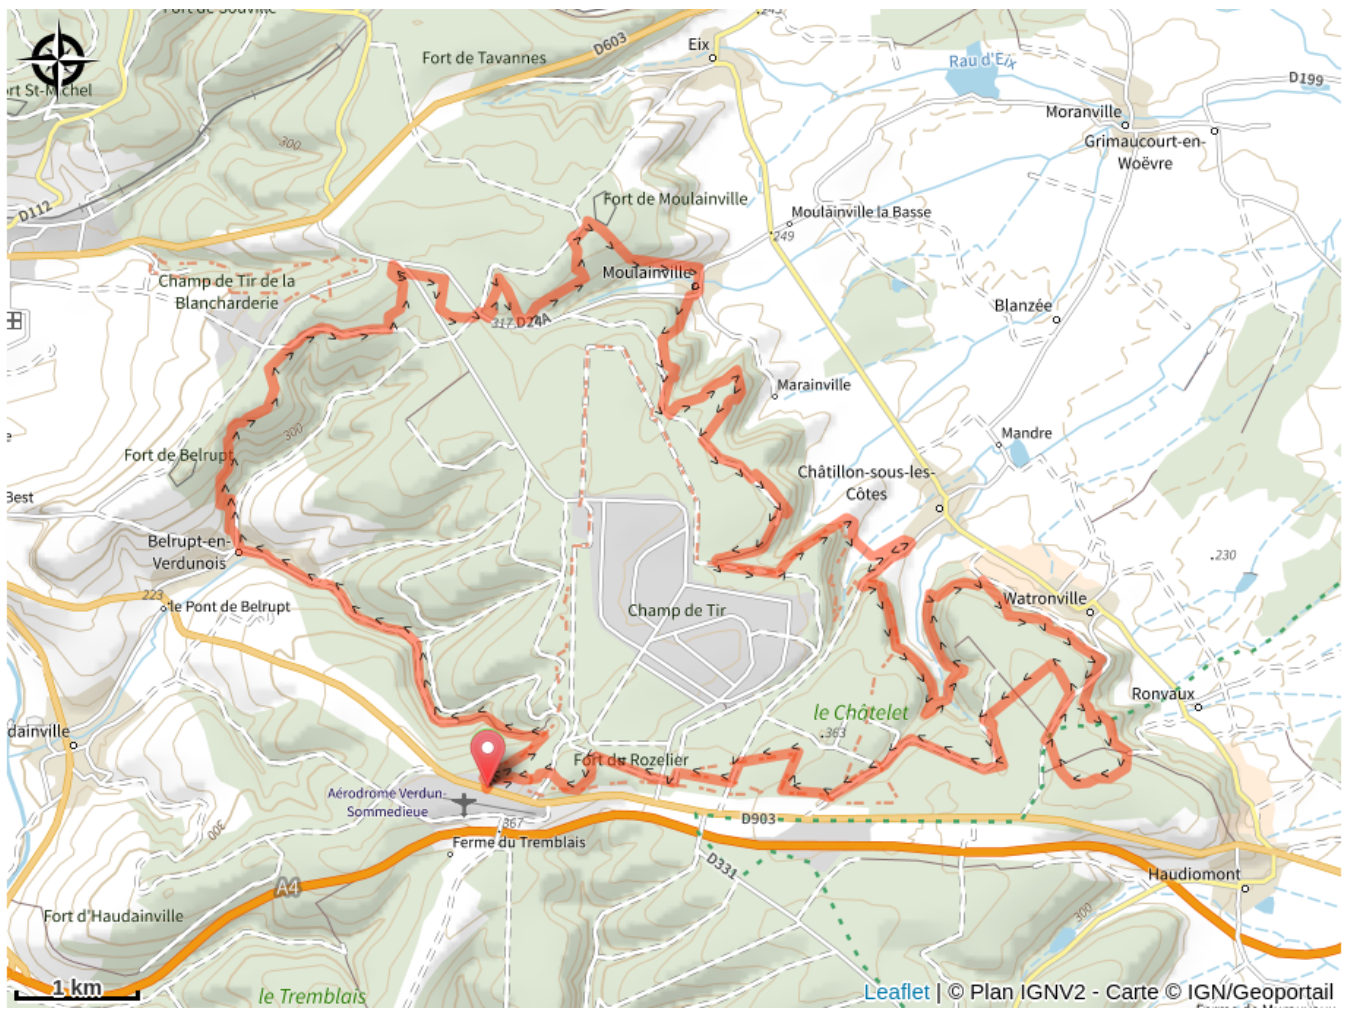 Fort de Souville
Eix
D603
Fort de Tavannes
Rau d'Eix
D199
ort St-Michel
Moranville
Grimaucourt-en-
Woëvre
300
D112
Fort de Moulainville
Moulainville la Basse
249
Moulainville
Champ de Tir de la
Blancharderie
Blanzée
317
D24A
Marainville
300
Mandre
Fort de Belrupt
Châtillon-sous-les-
Côtes
Best
Belrupt-en-
Verdunois
.230
223
le Pont de Belrupt
Champ de Tir
Watronville
Ronvaux
le Châtelet
.363
dainville
Fort du Rozelier
Aérodrome Verdun-
Sommedieue
367
D903
300
Ferme du Tremblais
D331
Haudiomont
A4
Fort d'Haudainville
300
1 km
le Tremblais
Leaflet | © Plan IGNV2 - Carte © IGN/Geoportail